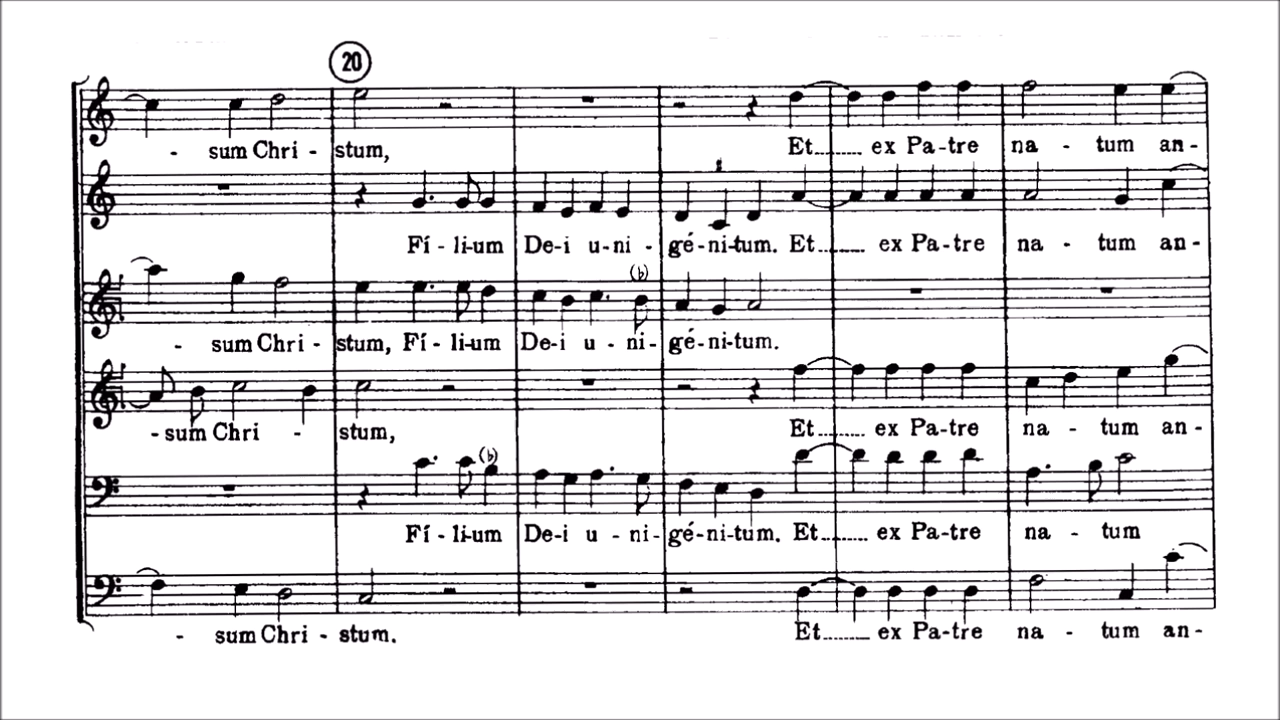 20
- sum Chri - stum, Et........ ex Pa-tre na - tum an-
Fí - li-um De-i u-ni - gé-ni-tum. Et........ ex Pa-tre na - tum an-
(b)
- sum Chri - stum, Fí - li-um De-i u - ni - gé-ni-tum.
-sum Chri - stum, Et........ ex Pa-tre na - tum an-
(b)
Fí - li-um De-i u - ni- gé-ni-tum. Et........ ex Pa-tre na - tum
- sum Chri - stum. Et........ ex Pa-tre na - tum an-